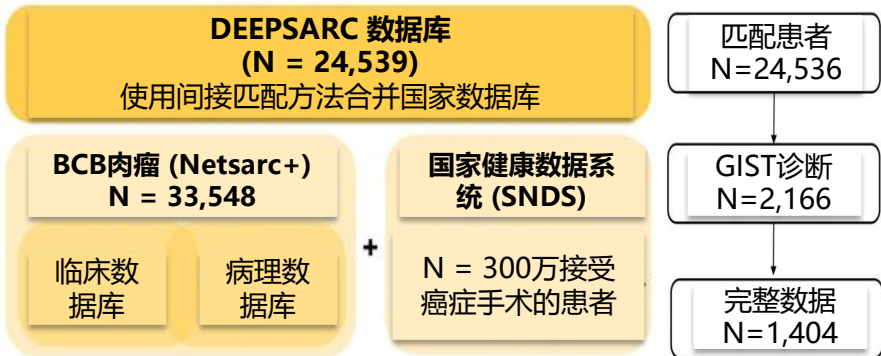 DEEPSARC 数据库
(N = 24,539)
使用间接匹配方法合并国家数据库
BCB肉瘤 (Netsarc+)
N = 33,548
临床数
据库
病理数
据库
+
国家健康数据系
统 (SNDS)
N = 300万接受
癌症手术的患者
匹配患者
N=24,536
GIST诊断
N=2,166
完整数据
N=1,404